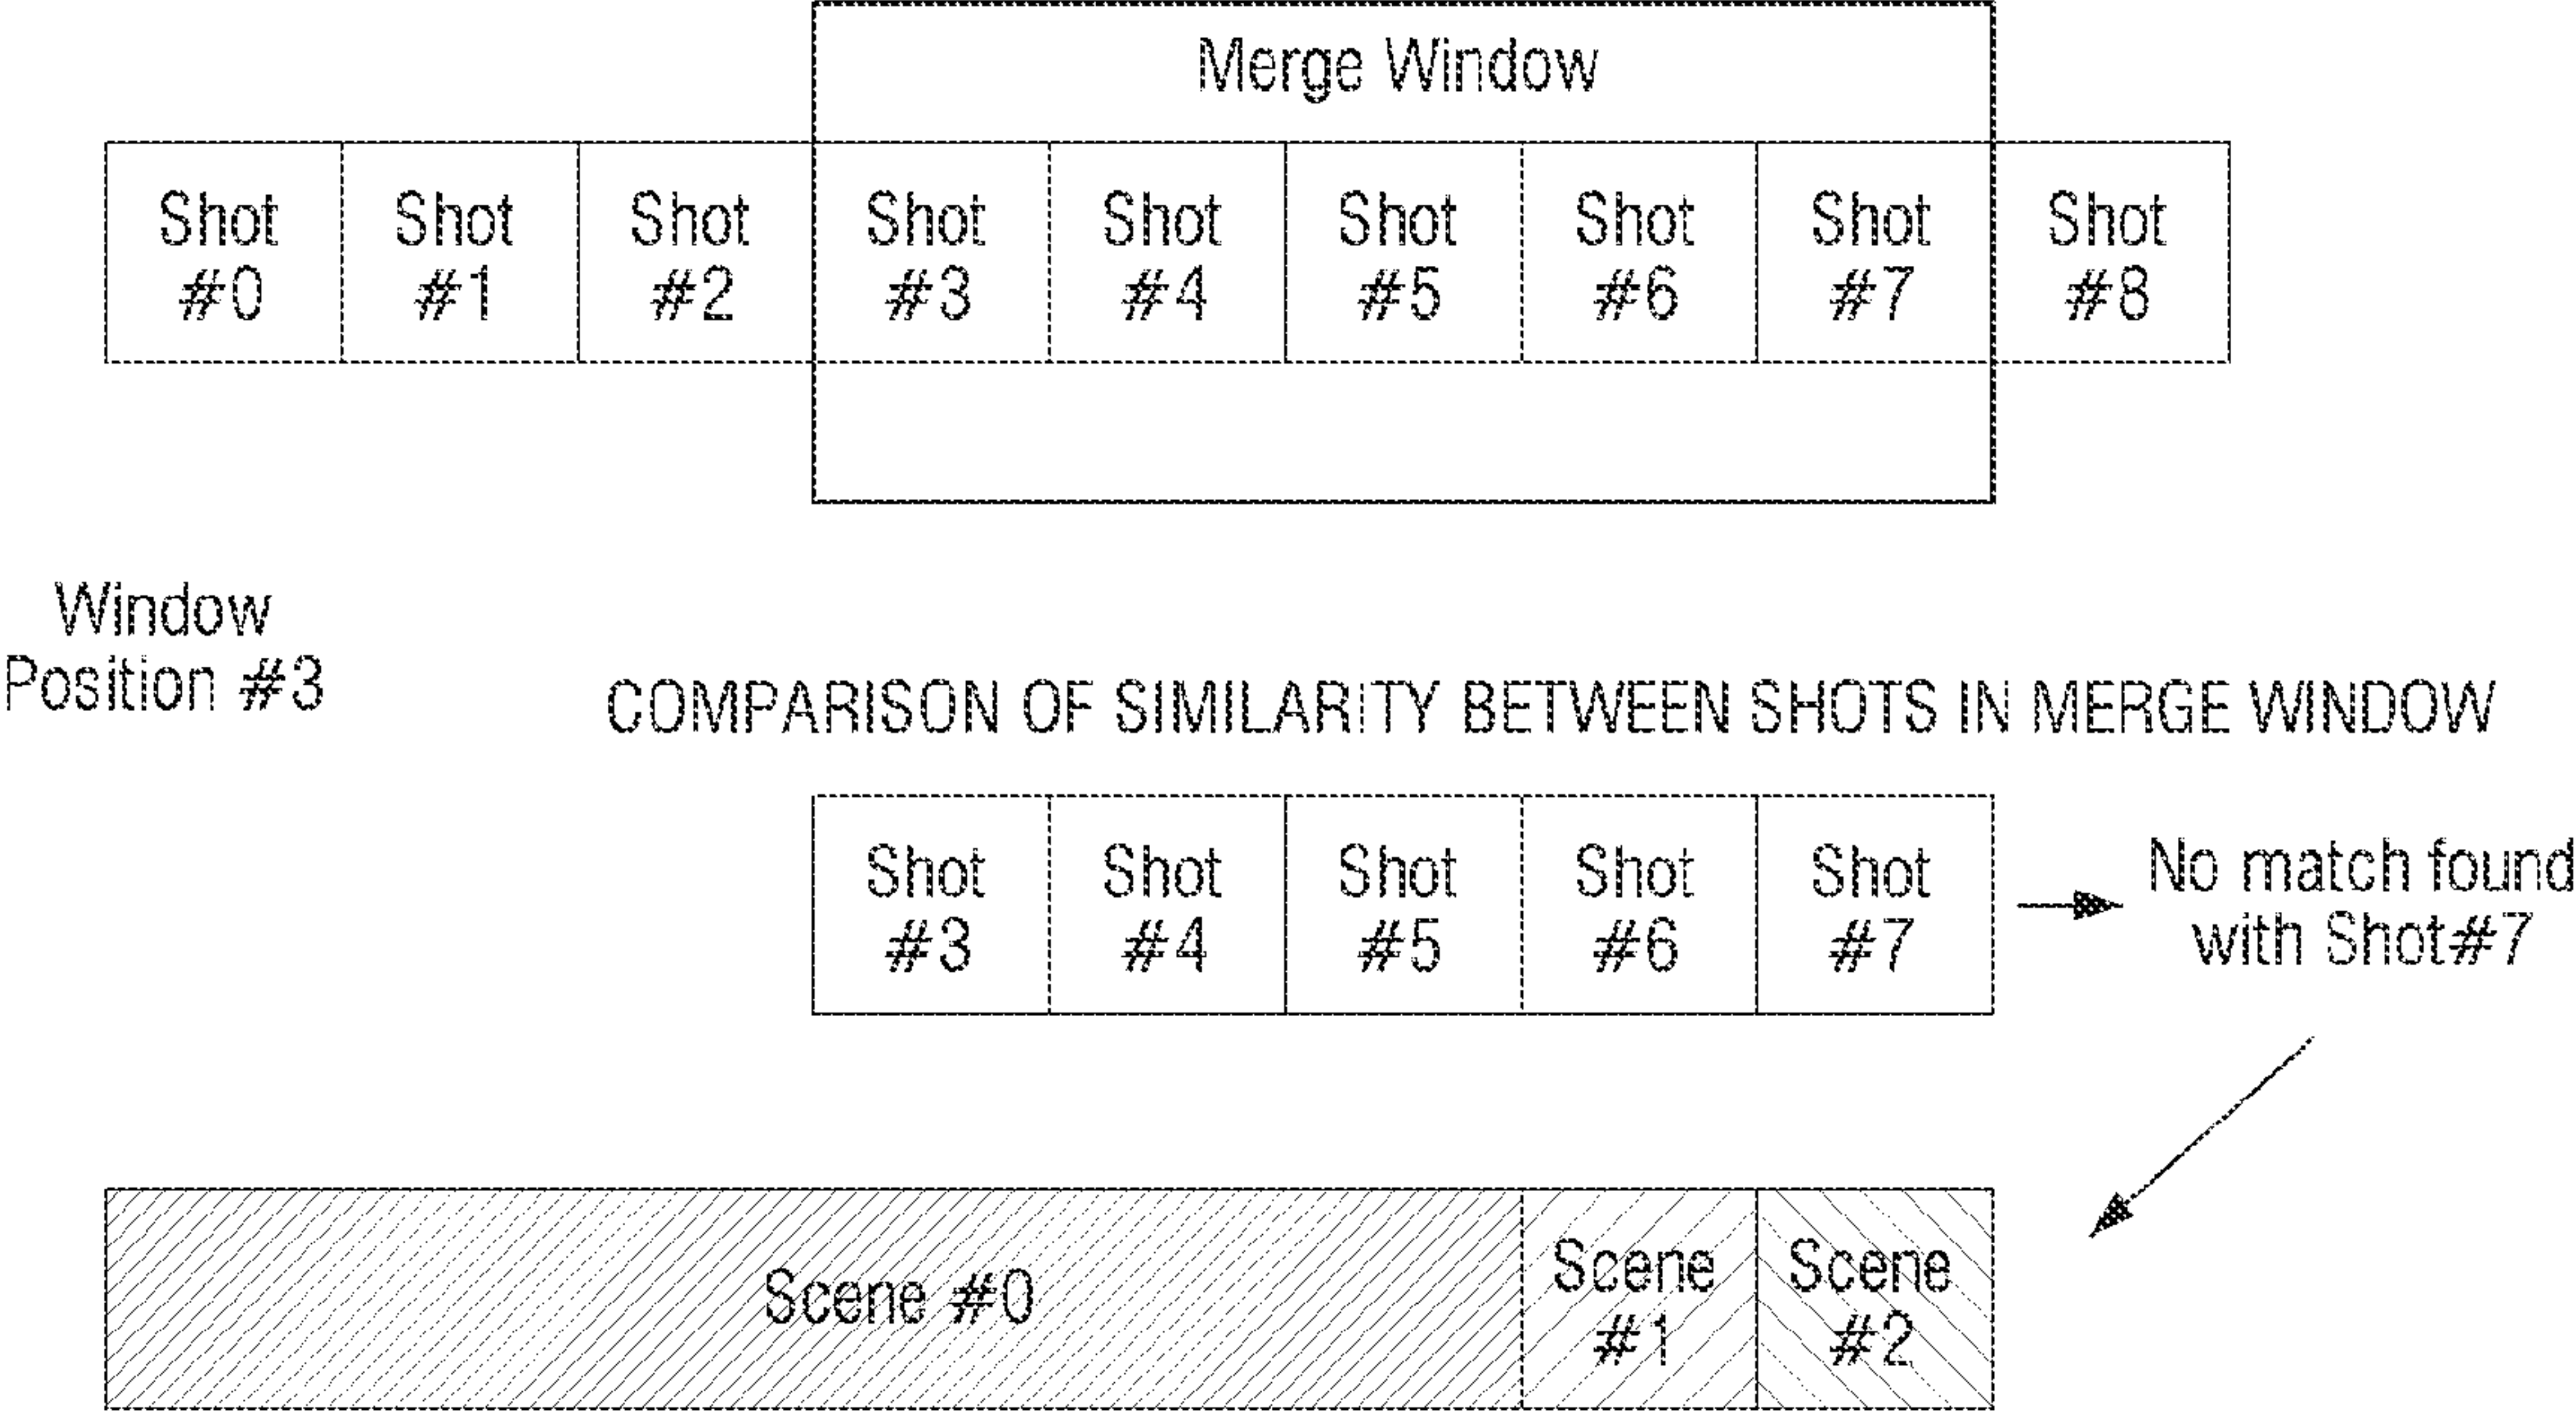 Merge Window
Shot Shot Shot Shot Shot Shot Shot Shot Shot
#0 #1 #2 #3 #4 #5 #6 #7 #8
Window
Position #3
COMPARISON OF SIMILARITY BETWEEN SHOTS IN MERGE WINDOW
Shot Shot Shot Shot Shot
#3 #4 #5 #6 #7
No match found
with Shot#7
Scene #0
Scene
#1
Scene
#2